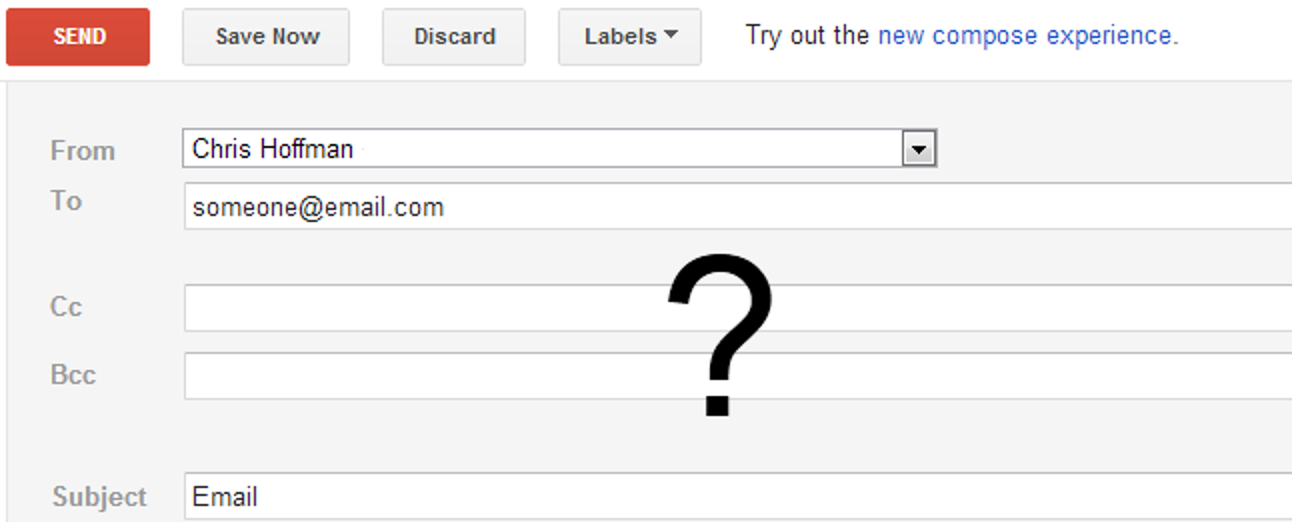 SEND Save Now Discard Labels Try out the new compose experience.
From Chris Hoffman
To someone@email.com
Cc
?
Bcc
Subject Email